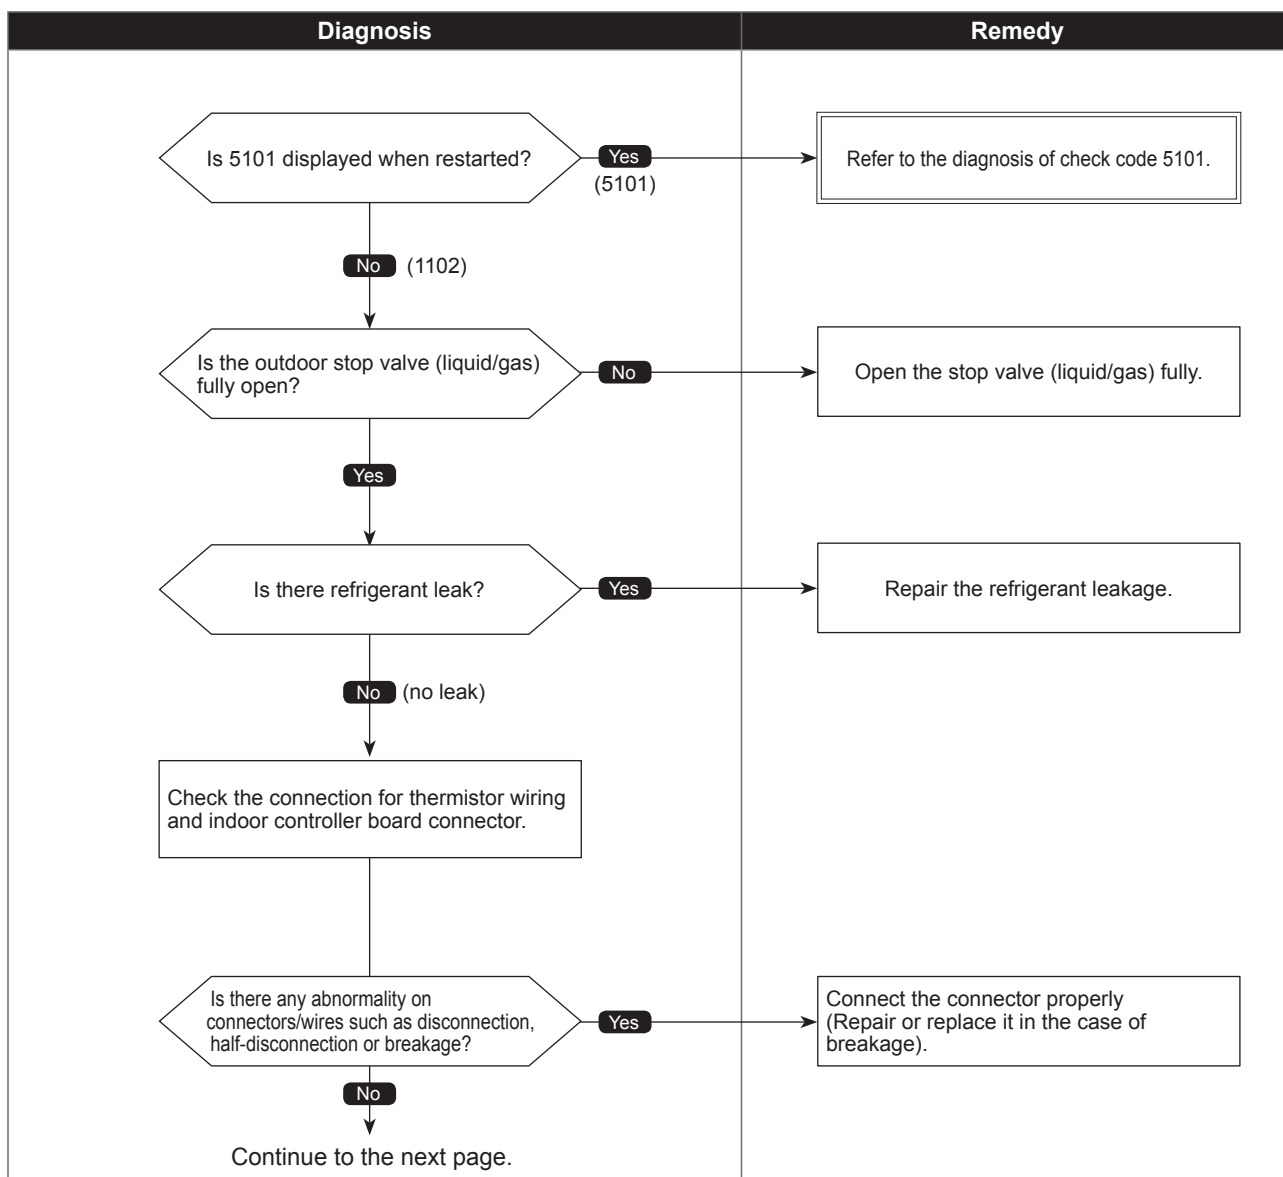 Diagnosis
Remedy
Is 5101 displayed when restarted?
Yes
(5101)
Refer to the diagnosis of check code 5101.
No (1102)
Is the outdoor stop valve (liquid/gas)
fully open?
No
Open the stop valve (liquid/gas) fully.
Yes
Is there refrigerant leak?
Yes
Repair the refrigerant leakage.
No (no leak)
Check the connection for thermistor wiring
and indoor controller board connector.
Is there any abnormality on
connectors/wires such as disconnection,
half-disconnection or breakage?
Yes
Connect the connector properly
(Repair or replace it in the case of
breakage).
No
Continue to the next page.